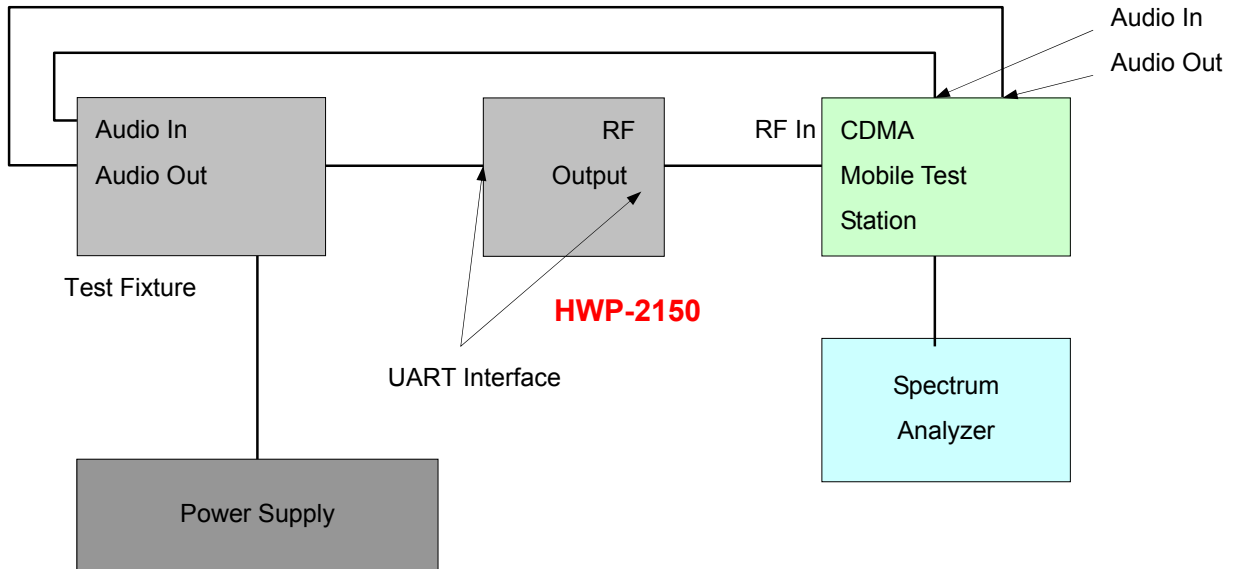 Audio In
Audio Out
Audio In
Audio Out
Test Fixture
RF
Output
RF In
CDMA
Mobile Test
Station
HWP-2150
UART Interface
Spectrum
Analyzer
Power Supply